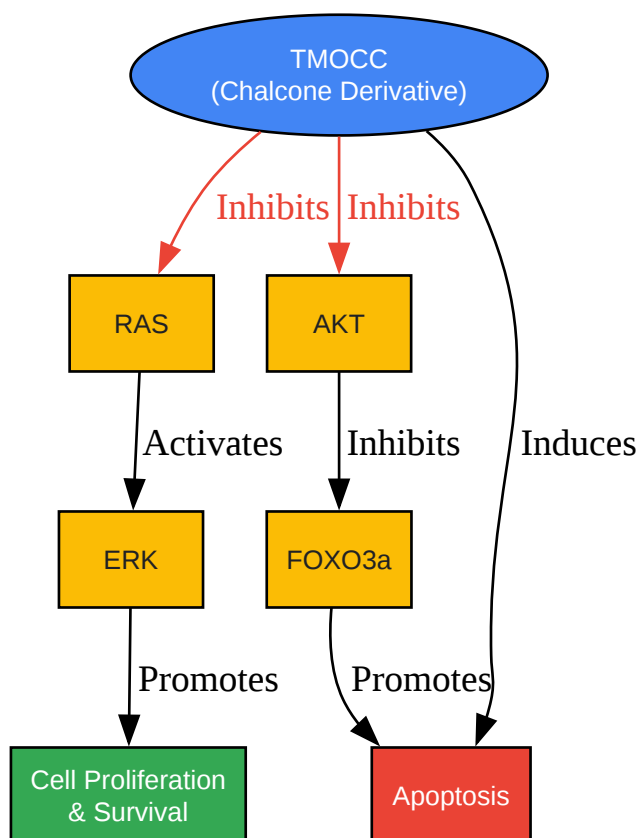 TMOCC
(Chalcone Derivative)
Inhibits
Inhibits
RAS
AKT
Activates
Inhibits
Induces
ERK
FOXO3a
Promotes
Promotes
Cell Proliferation
& Survival
Apoptosis